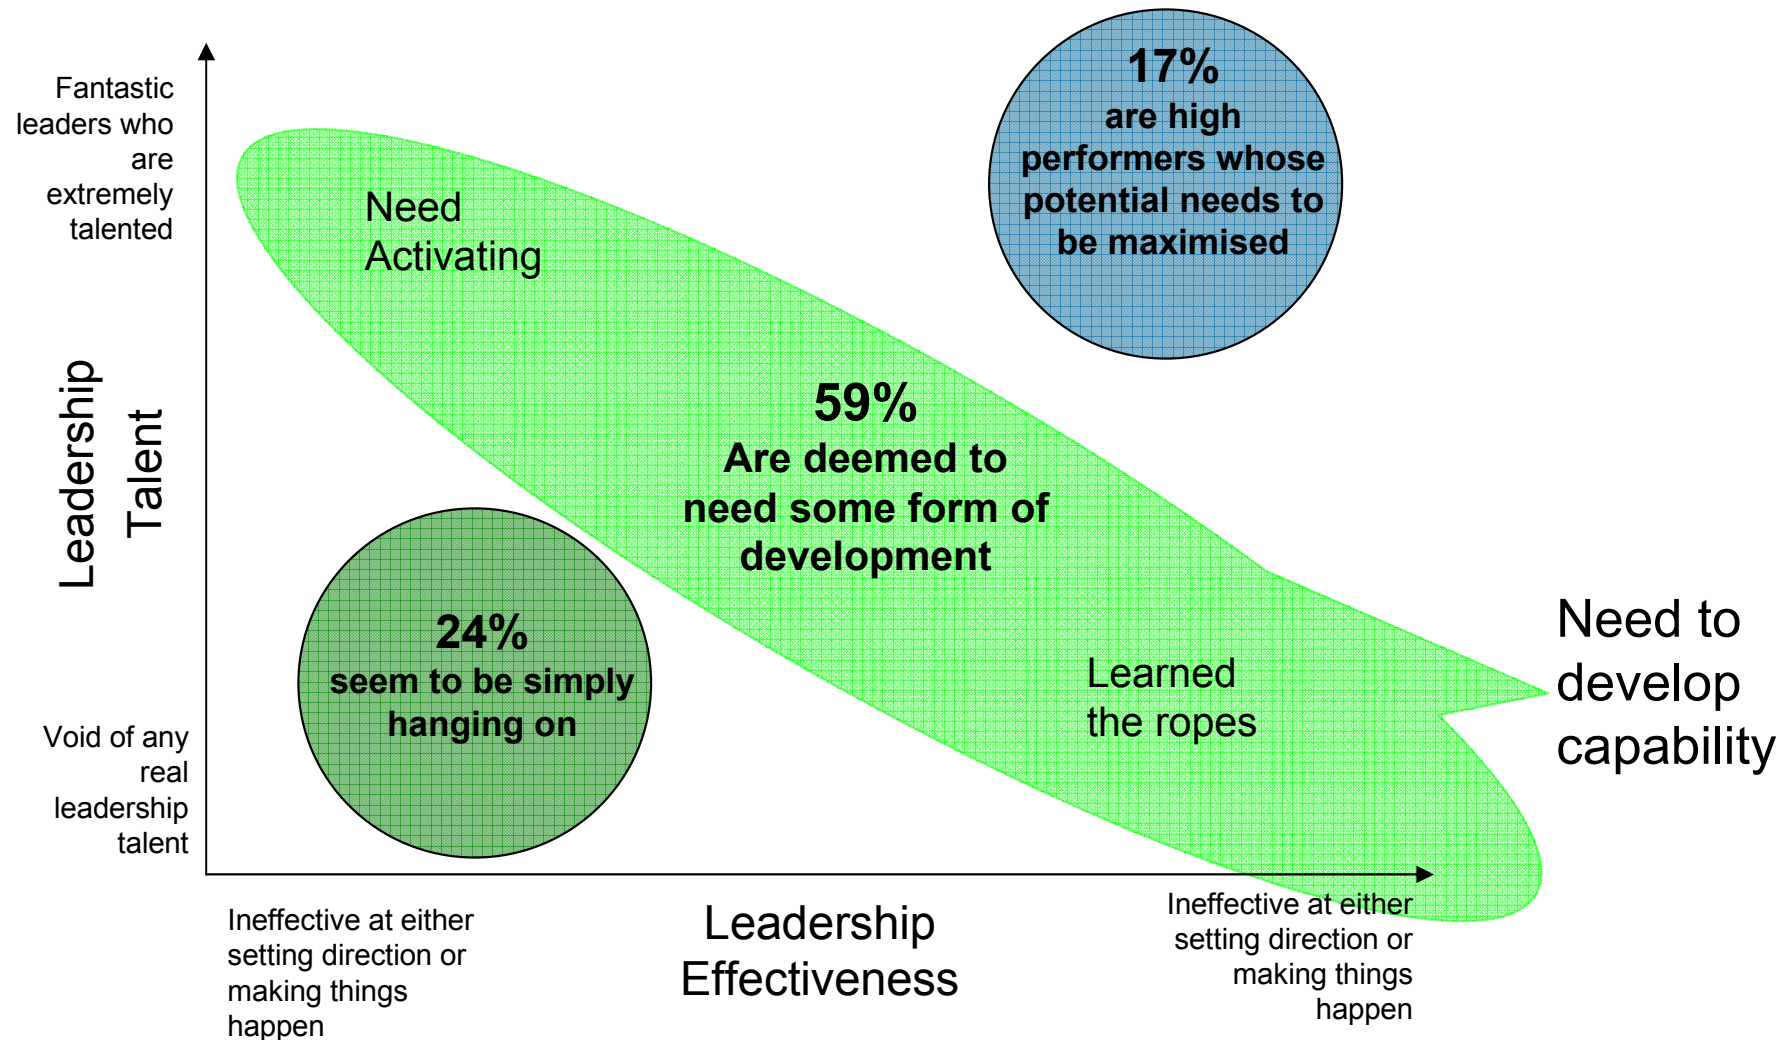 Fantastic
leaders who
are
extremely
talented
Leadership
Talent
Void of any
real
leadership
talent
Need
Activating
17%
are high
performers whose
potential needs to
be maximised
59%
Are deemed to
need some form of
development
24%
seem to be simply
hanging on
Learned
the ropes
Need to
develop
capability
Ineffective at either
setting direction or
making things
happen
Leadership
Effectiveness
Ineffective at either
setting direction or
making things
happen